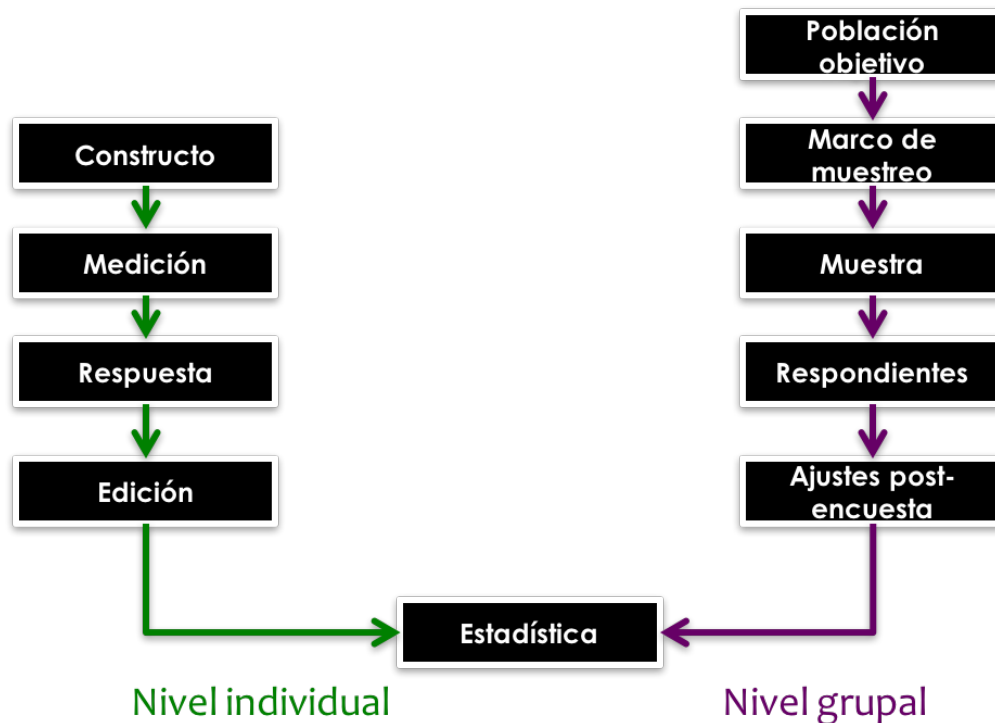 Población
objetivo
Constructo
Marco de
muestreo
Medición
Muestra
Respuesta
Respondientes
Edición
Ajustes post-
encuesta
Estadística
Nivel individual
Nivel grupal